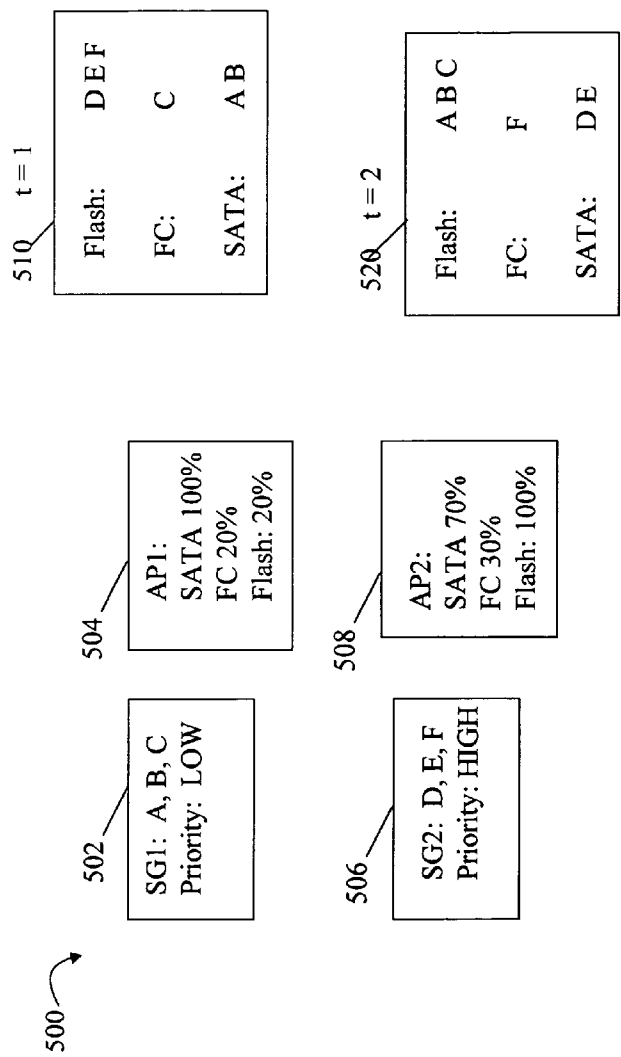 500
502
SG1: A, B, C
Priority: LOW
504
AP1:
SATA 100%
FC 20%
Flash: 20%
510 t = 1
Flash: D E F
FC: C
SATA: A B
506
SG2: D, E, F
Priority: HIGH
508
AP2:
SATA 70%
FC 30%
Flash: 100%
520 t = 2
Flash: A B C
FC: F
SATA: D E